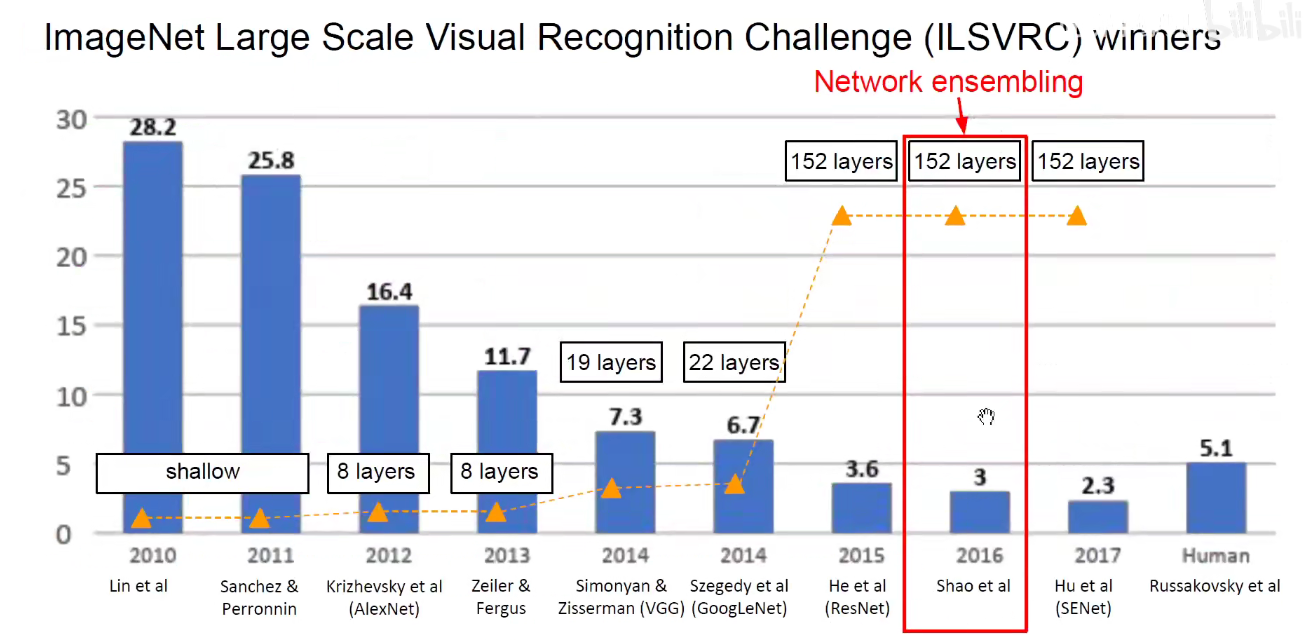 ImageNet Large Scale Visual Recognition Challenge (ILSVRC) winners
bilibili
Network ensembling
30
28.2
25.8
152 layers
152 layers
152 layers
25
20
16.4
15
11.7
19 layers
22 layers
10
7.3
6.7
5
shallow
8 layers
8 layers
3.6
3
2.3
5.1
0
2010
2011
2012
2013
2014
2014
2015
2016
2017
Human
Lin et al
Sanchez &
Perronnin
Krizhevsky et al
(AlexNet)
Zeiler &
Fergus
Simonyan &
Zisserman (VGG)
Szegedy et al
(GoogLeNet)
He et al
(ResNet)
Shao et al
Hu et al
(SENet)
Russakovsky et al